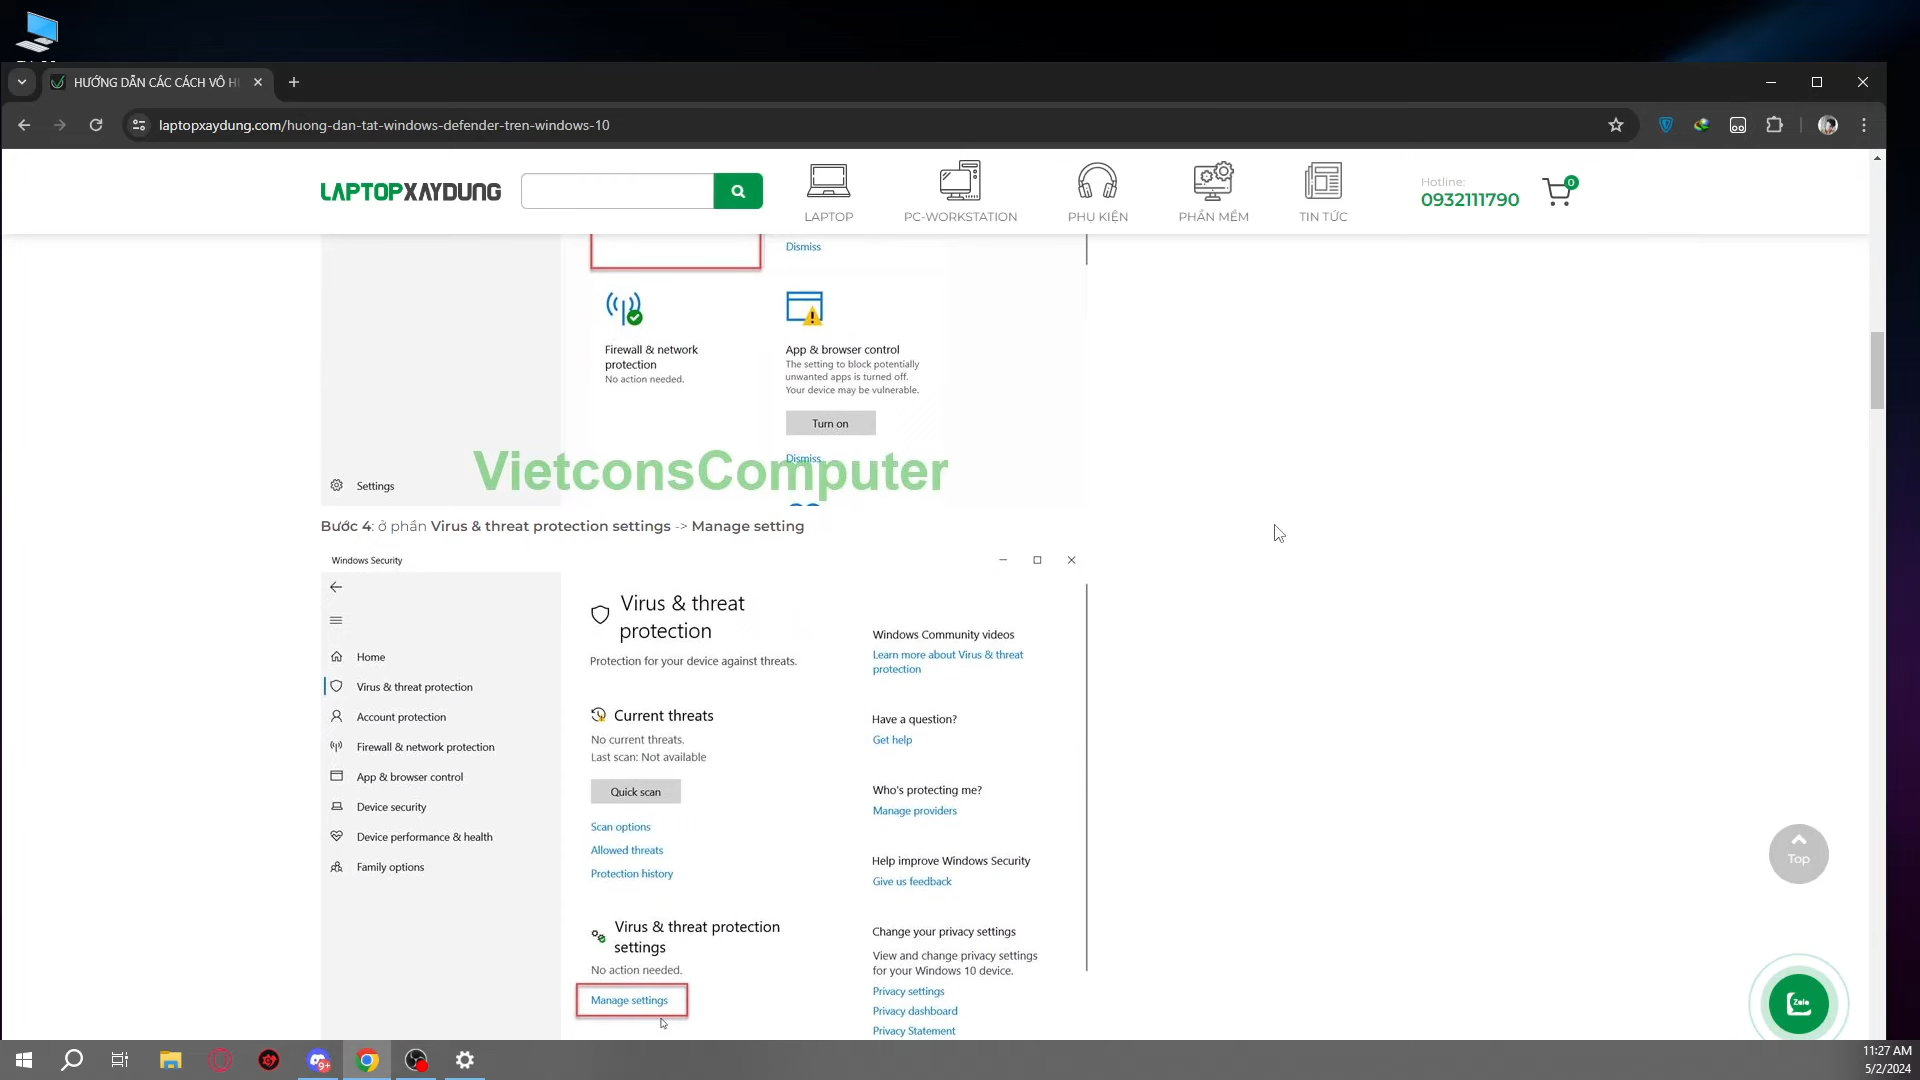 HƯỚNG DẪN CÁC CÁCH VÔ H
laptopxaydung.com/huong-dan-tat-windows-defender-tren-windows-10
LAPTOPXAYDUNG
LAPTOP
PC-WORKSTATION
PHỤ KIỆN
PHẦN MỀM
TIN TỨC
Hotline:
0932111790
0
Dismiss
Firewall & network
protection
No action needed.
App & browser control
The setting to block potentially
unwanted apps is turned off.
Your device may be vulnerable.
Turn on
Dismiss
Settings
VietconsComputer
Bước 4: ở phần Virus & threat protection settings -> Manage setting
Windows Security
Home
Virus & threat protection
Account protection
Firewall & network protection
App & browser control
Device security
Device performance & health
Family options
Virus & threat
protection
Protection for your device against threats.
Current threats
No current threats.
Last scan: Not available
Quick scan
Scan options
Allowed threats
Protection history
Virus & threat protection
settings
No action needed.
Manage settings
Windows Community videos
Learn more about Virus & threat
protection
Have a question?
Get help
Who's protecting me?
Manage providers
Help improve Windows Security
Give us feedback
Change your privacy settings
View and change privacy settings
for your Windows 10 device.
Privacy settings
Privacy dashboard
Privacy Statement
Top
Zalo
9+
11:27 AM
5/2/2024